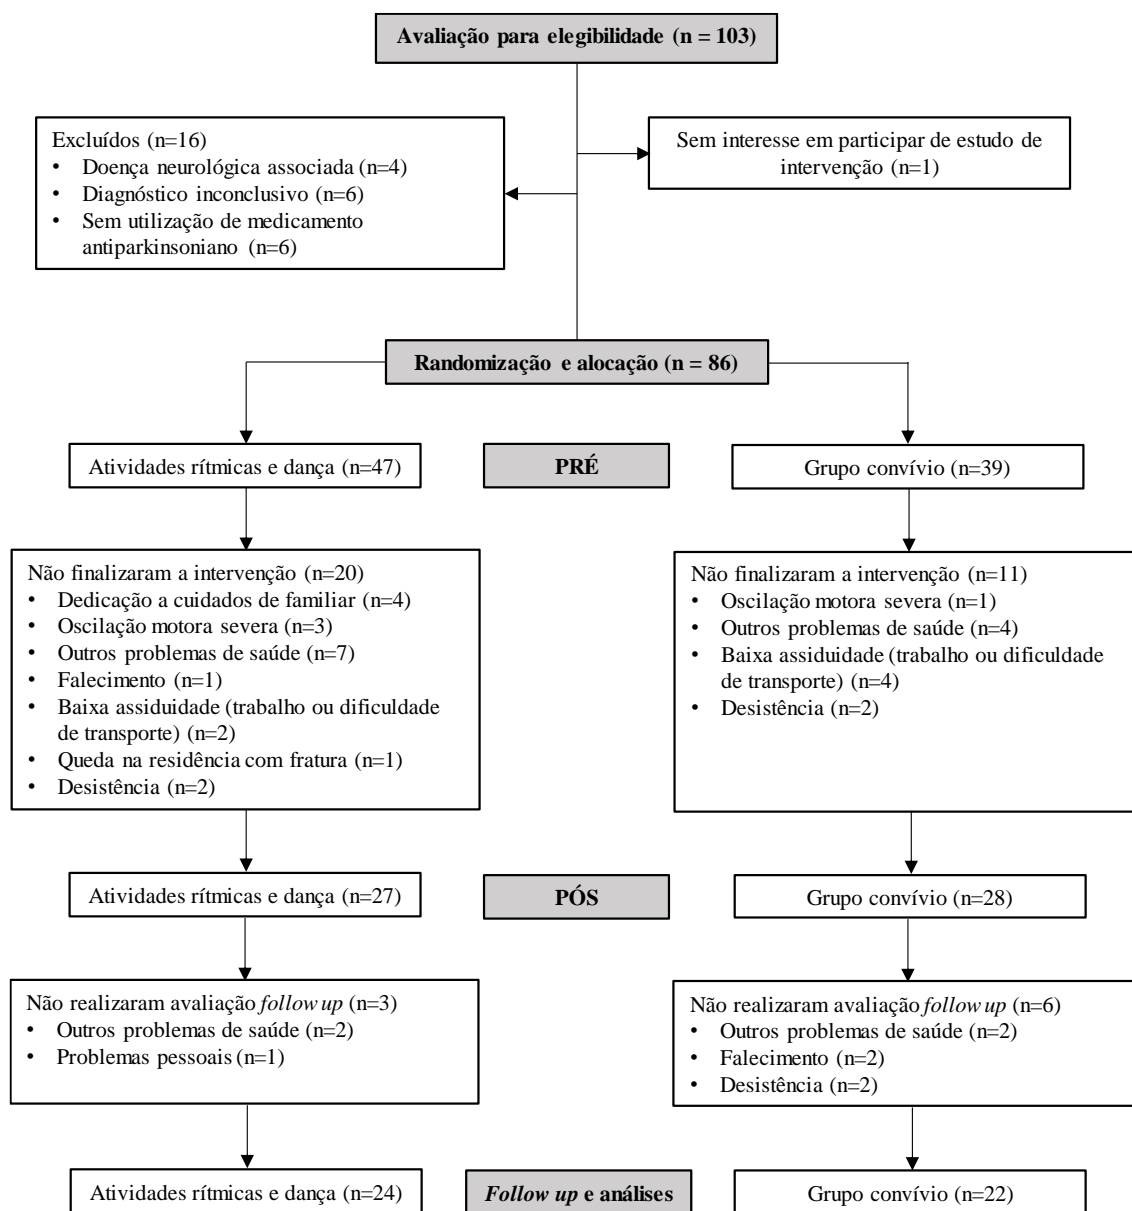 Avaliação para elegibilidade (n = 103)
Excluídos (n=16)
• Doença neurológica associada (n=4)
• Diagnóstico inconclusivo (n=6)
• Sem utilização de medicamento
antiparkinsoniano (n=6)
Sem interesse em participar de estudo de
intervenção (n=1)
Randomização e alocação (n = 86)
Atividades rítmicas e dança (n=47)
PRÉ
Grupo convívio (n=39)
Não finalizaram a intervenção (n=20)
• Dedicação a cuidados de familiar (n=4)
• Oscilação motora severa (n=3)
• Outros problemas de saúde (n=7)
• Falecimento (n=1)
• Baixa assiduidade (trabalho ou dificuldade
de transporte) (n=2)
• Queda na residência com fratura (n=1)
• Desistência (n=2)
Não finalizaram a intervenção (n=11)
• Oscilação motora severa (n=1)
• Outros problemas de saúde (n=4)
• Baixa assiduidade (trabalho ou dificuldade
de transporte) (n=4)
• Desistência (n=2)
Atividades rítmicas e dança (n=27)
PÓS
Grupo convívio (n=28)
Não realizaram avaliação follow up (n=3)
• Outros problemas de saúde (n=2)
• Problemas pessoais (n=1)
Não realizaram avaliação follow up (n=6)
• Outros problemas de saúde (n=2)
• Falecimento (n=2)
• Desistência (n=2)
Atividades rítmicas e dança (n=24)
Follow up e análises
Grupo convívio (n=22)